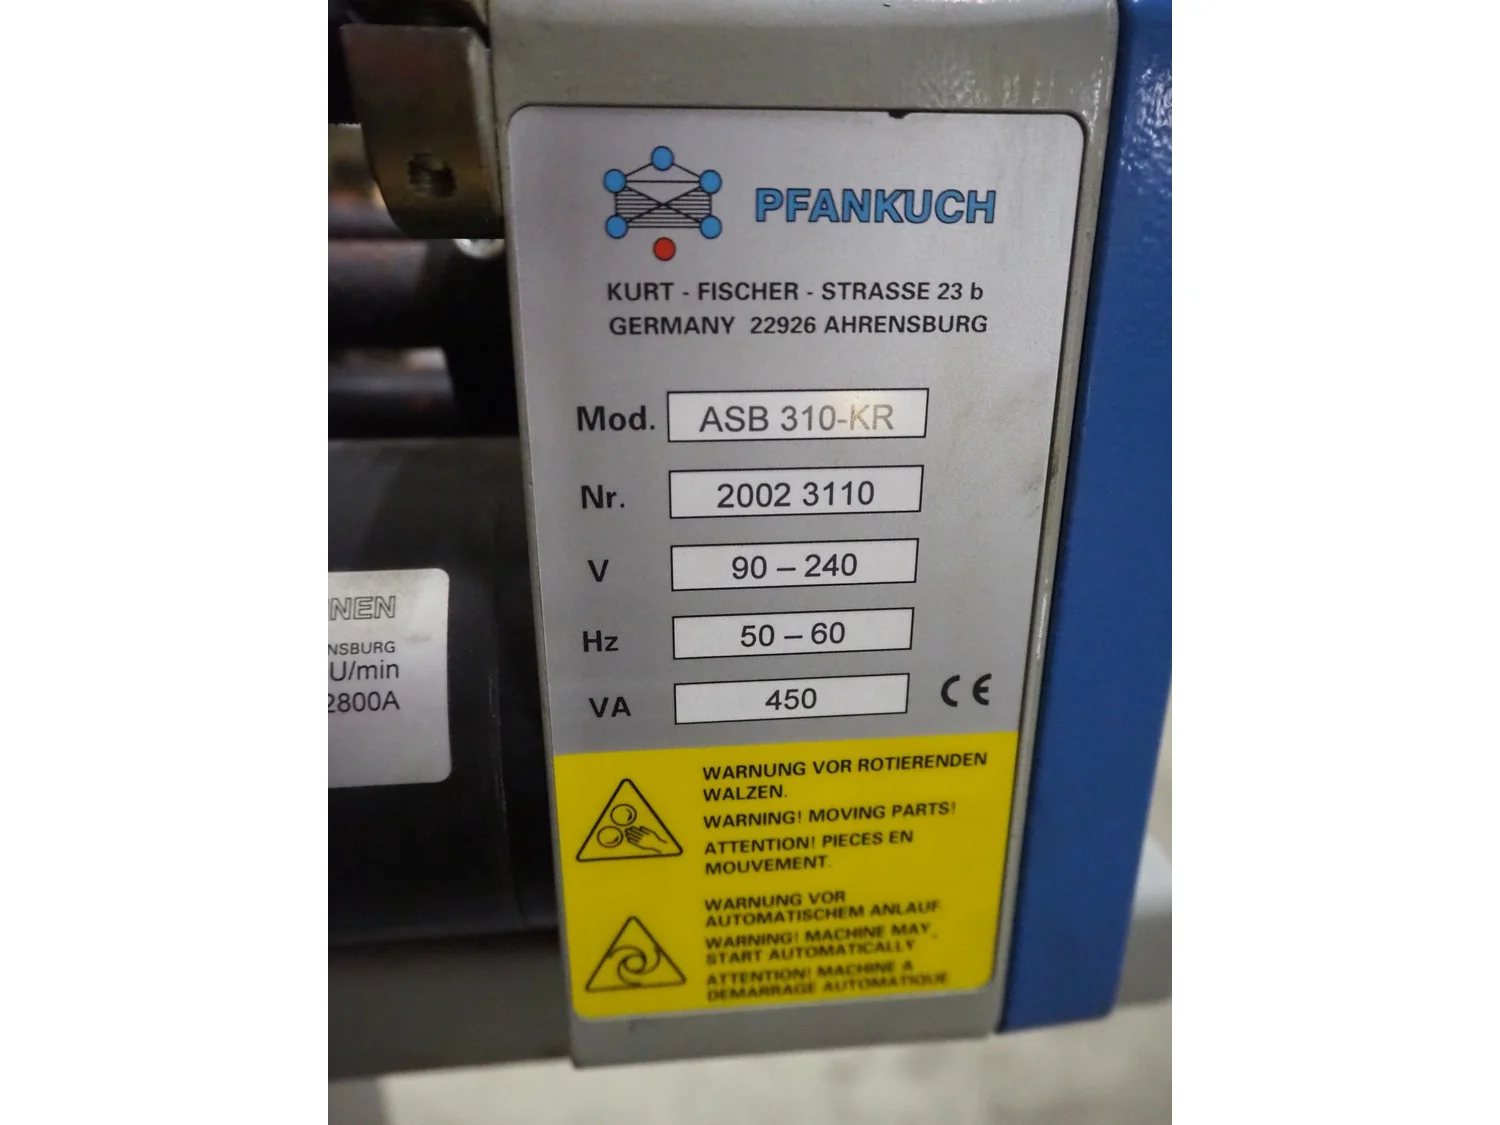 PFANKUCH
KURT - FISCHER - STRASSE 23 b
GERMANY 22926 AHRENSBURG
Mod. ASB 310-KR
Nr. 2002 3110
V 90 – 240
Hz 50 – 60
VA 450
CE
WARNUNG VOR ROTIERENDEN
WALZEN.
WARNING! MOVING PARTS!
ATTENTION! PIECES EN
MOUVEMENT.
WARNUNG VOR
AUTOMATISCHEM ANLAUF
WARNING! MACHINE MAY
START AUTOMATICALLY
ATTENTION! MACHINE A
DEMARRAGE AUTOMATIQUE
NEN
NSBURG
U/min
2800A